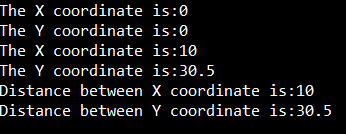 The X coordinate is:0
The Y coordinate is:0
The X coordinate is:10
The Y coordinate is:30.5
Distance between X coordinate is:10
Distance between Y coordinate is:30.5